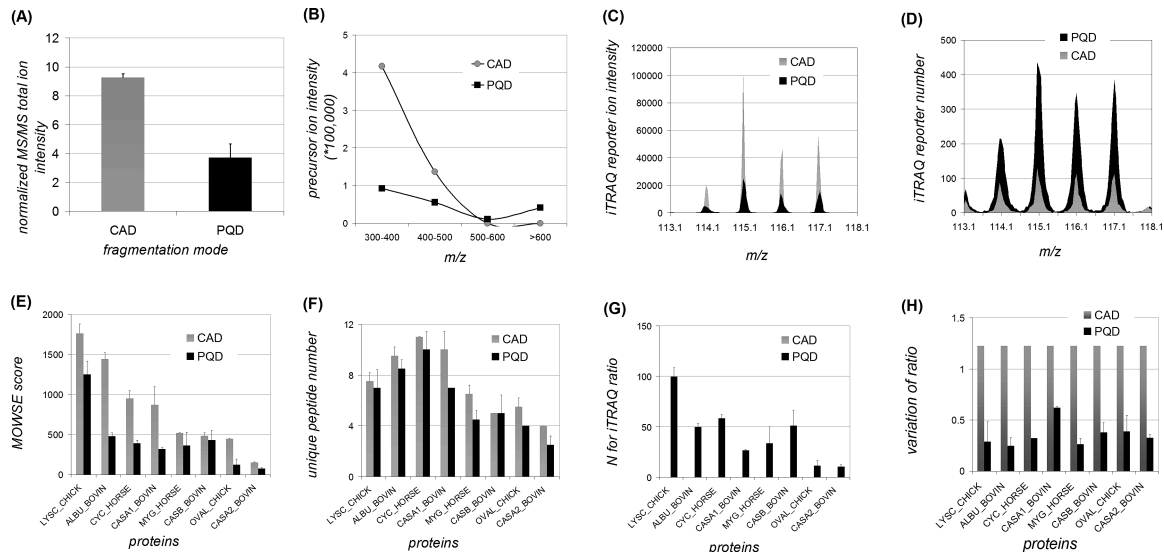 (A)
normalized MS/MS total ion
intensity
12
10
8
6
4
2
0
CAD PQD
fragmentation mode
(B)
precursor ion intensity
(*100,000)
5
4
3
2
1
0
CAD
PQD
300-400 400-500 500-600 >600
m/z
(C)
iTRAQ reporter ion intensity
120000
100000
80000
60000
40000
20000
0
CAD
PQD
113.1 114.1 115.1 116.1 117.1 118.1
m/z
(D)
iTRAQ reporter number
500
400
300
200
100
0
PQD
CAD
113.1 114.1 115.1 116.1 117.1 118.1
m/z
(E)
MOWSE score
2000
1500
1000
500
0
CAD
PQD
LYSC_CHICK
ALBU_BOVIN
CYC_HORSE
CASA1_BOVIN
MYG_HORSE
CASB_BOVIN
OVAL_CHICK
CASA2_BOVIN
proteins
(F)
unique peptide number
12
8
4
0
CAD
PQD
LYSC_CHICK
ALBU_BOVIN
CYC_HORSE
CASA1_BOVIN
MYG_HORSE
CASB_BOVIN
OVAL_CHICK
CASA2_BOVIN
proteins
(G)
N for iTRAQ ratio
150
100
50
0
CAD
PQD
LYSC_CHICK
ALBU_BOVIN
CYC_HORSE
CASA1_BOVIN
MYG_HORSE
CASB_BOVIN
OVAL_CHICK
CASA2_BOVIN
proteins
(H)
variation of ratio
1.5
1
0.5
0
CAD
PQD
LYSC_CHICK
ALBU_BOVIN
CYC_HORSE
CASA1_BOVIN
MYG_HORSE
CASB_BOVIN
OVAL_CHICK
CASA2_BOVIN
proteins